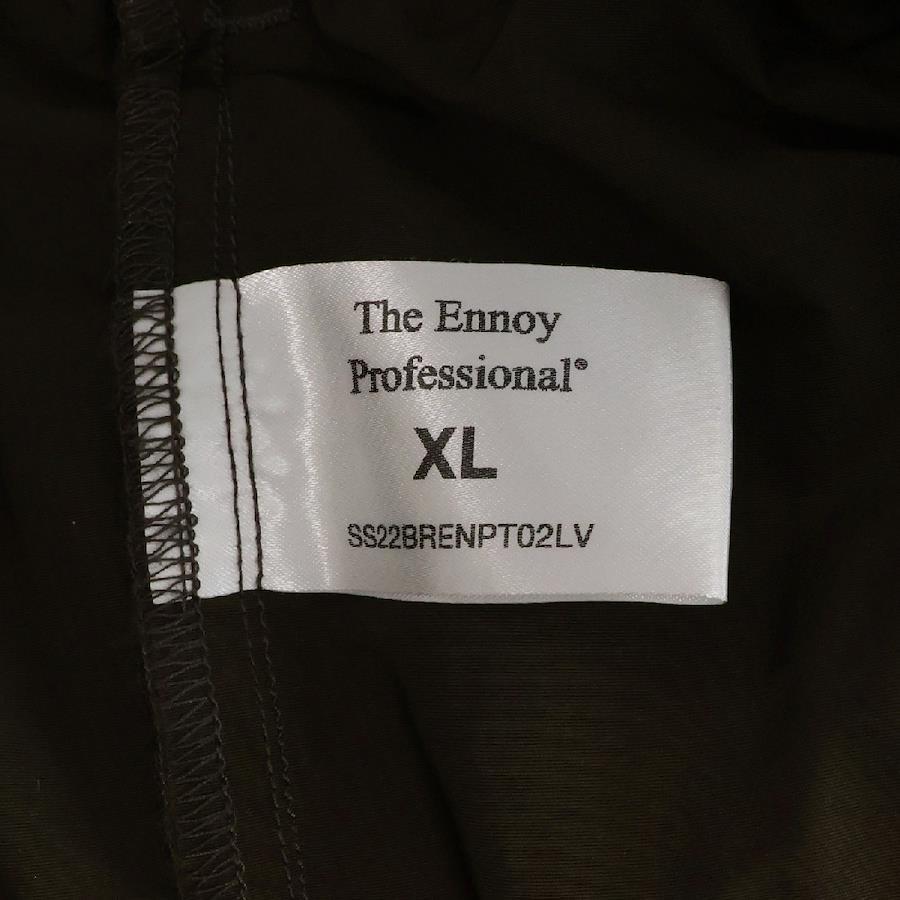 The Ennoy
Professional®
XL
SS22BRENPT02LV